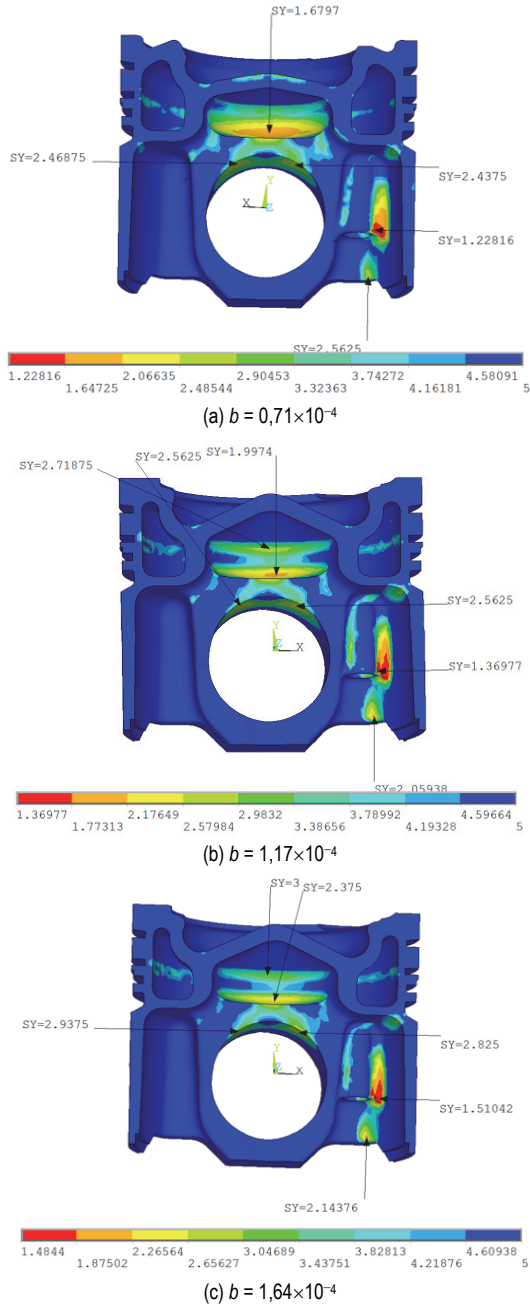 SY=1.6797
SY=2.46875
SY=2.4375
Y
X
Z
SY=1.22816
SY=2.5625
1.22816 2.06635 2.90453 3.74272 4.58091
1.64725 2.48544 3.32363 4.16181 5
(a) b = 0,71×10⁻⁴
SY=2.5625
SY=1.9974
SY=2.71875
SY=2.5625
Y
Z X
SY=1.36977
SY=2.05938
1.36977 2.17649 2.9832 3.78992 4.59664
1.77313 2.57984 3.38656 4.19328 5
(b) b = 1,17×10⁻⁴
SY=3
SY=2.375
SY=2.9375
SY=2.825
Y
Z X
SY=1.51042
SY=2.14376
1.4844 2.26564 3.04689 3.82813 4.60938
1.87502 2.65627 3.43751 4.21876 5
(c) b = 1,64×10⁻⁴